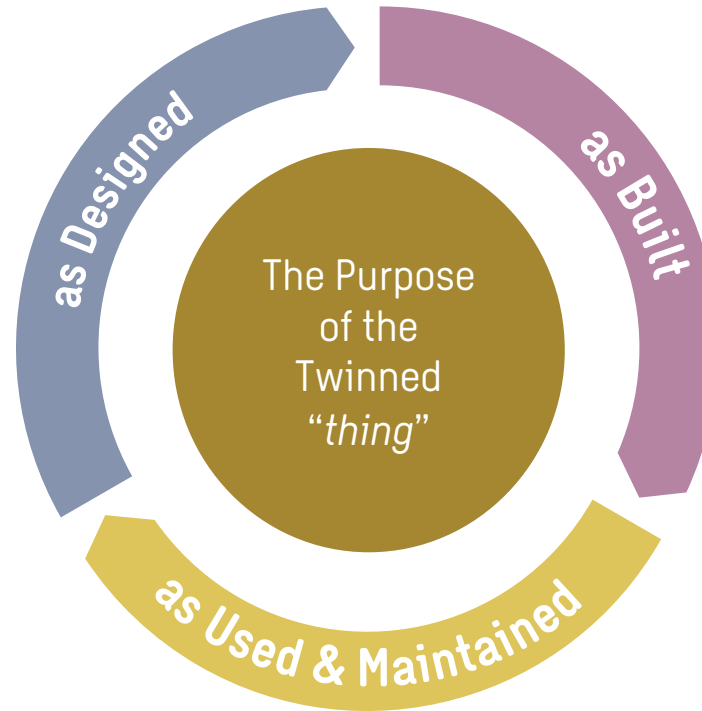 as Designed
as Built
The Purpose
of the
Twinned
“thing”
as Used & Maintained